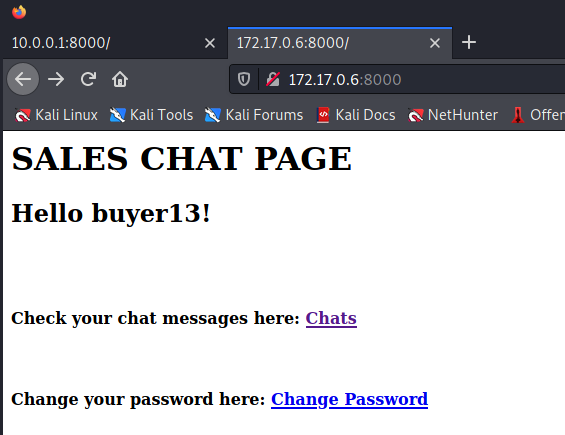 10.0.0.1:8000/
172.17.0.6:8000/
172.17.0.6:8000
Kali Linux Kali Tools Kali Forums Kali Docs NetHunter Offen
SALES CHAT PAGE
Hello buyer13!
Check your chat messages here: Chats
Change your password here: Change Password